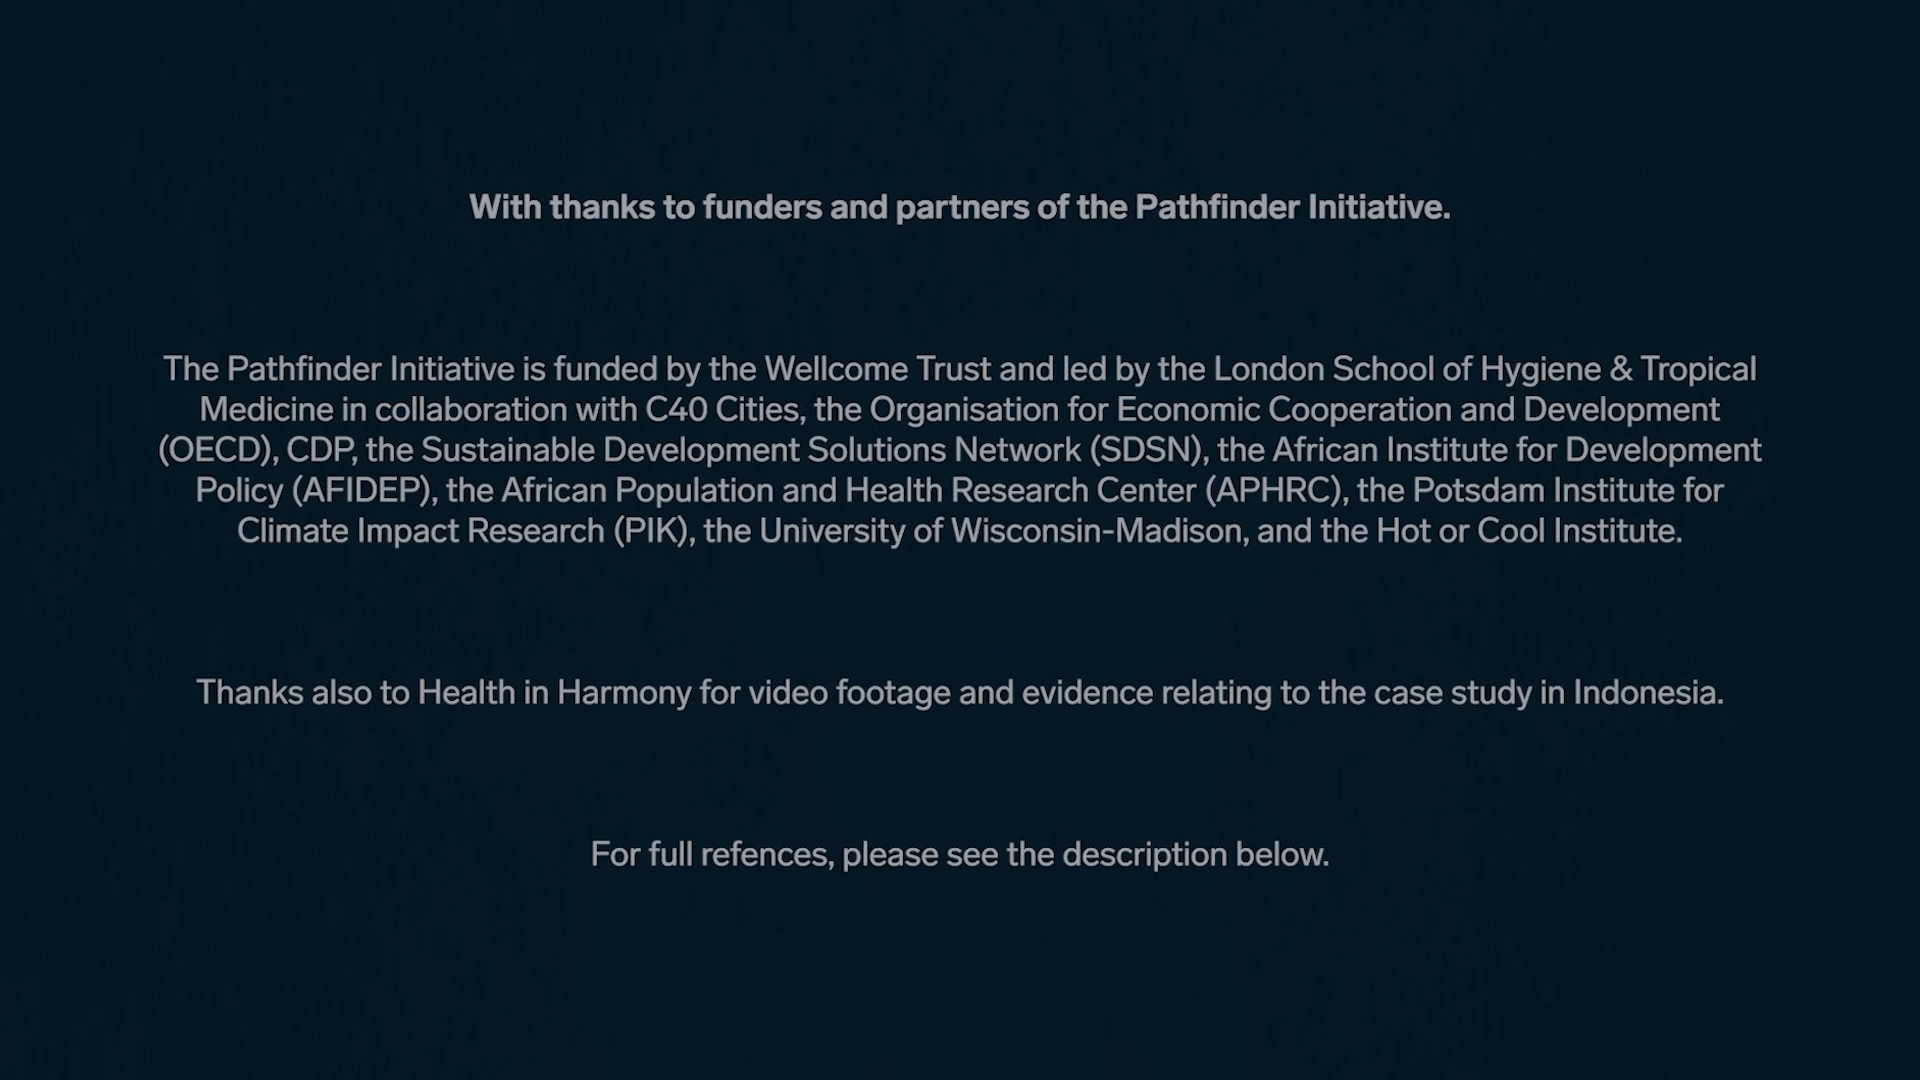 With thanks to funders and partners of the Pathfinder Initiative.
The Pathfinder Initiative is funded by the Wellcome Trust and led by the London School of Hygiene & Tropical
Medicine in collaboration with C40 Cities, the Organisation for Economic Cooperation and Development
(OECD), CDP, the Sustainable Development Solutions Network (SDSN), the African Institute for Development
Policy (AFIDEP), the African Population and Health Research Center (APHRC), the Potsdam Institute for
Climate Impact Research (PIK), the University of Wisconsin-Madison, and the Hot or Cool Institute.
Thanks also to Health in Harmony for video footage and evidence relating to the case study in Indonesia.
For full refences, please see the description below.